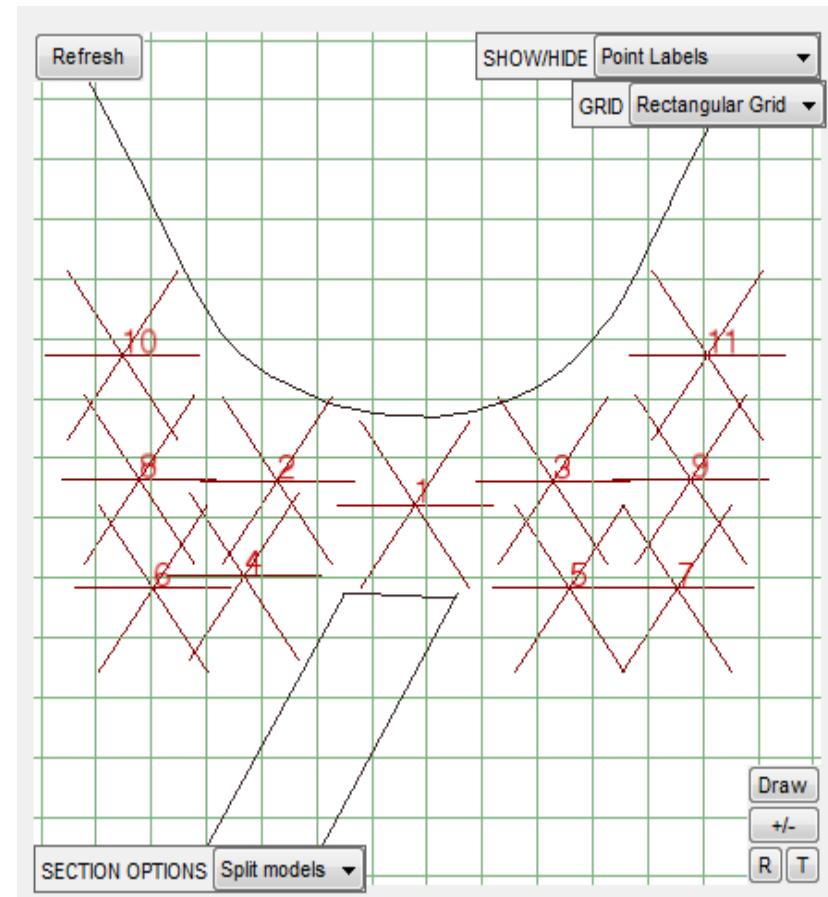 Refresh
SHOW/HIDE Point Labels
GRID Rectangular Grid
10
11
8
2
1
3
9
6
4
5
7
Draw
+/-
R T
SECTION OPTIONS Split models